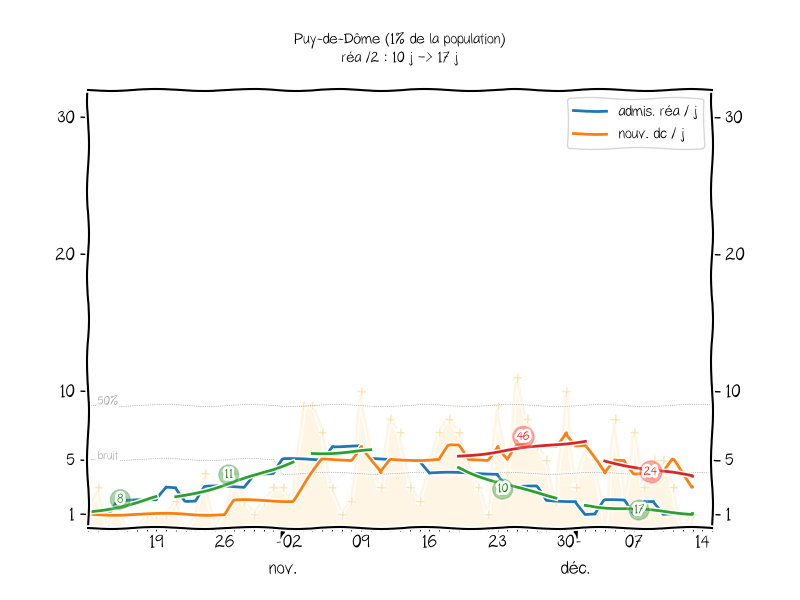 Puy-de-Dôme (1% de la population)
réa /2 : 10 j -> 17 j
admis. réa / j
nouv. dc / j
30 30
20 20
10 10
50%
5 bruit 5
1 1
46
24
11
10
8
17
19 26 02 09 16 23 30 07 14
nov. déc.